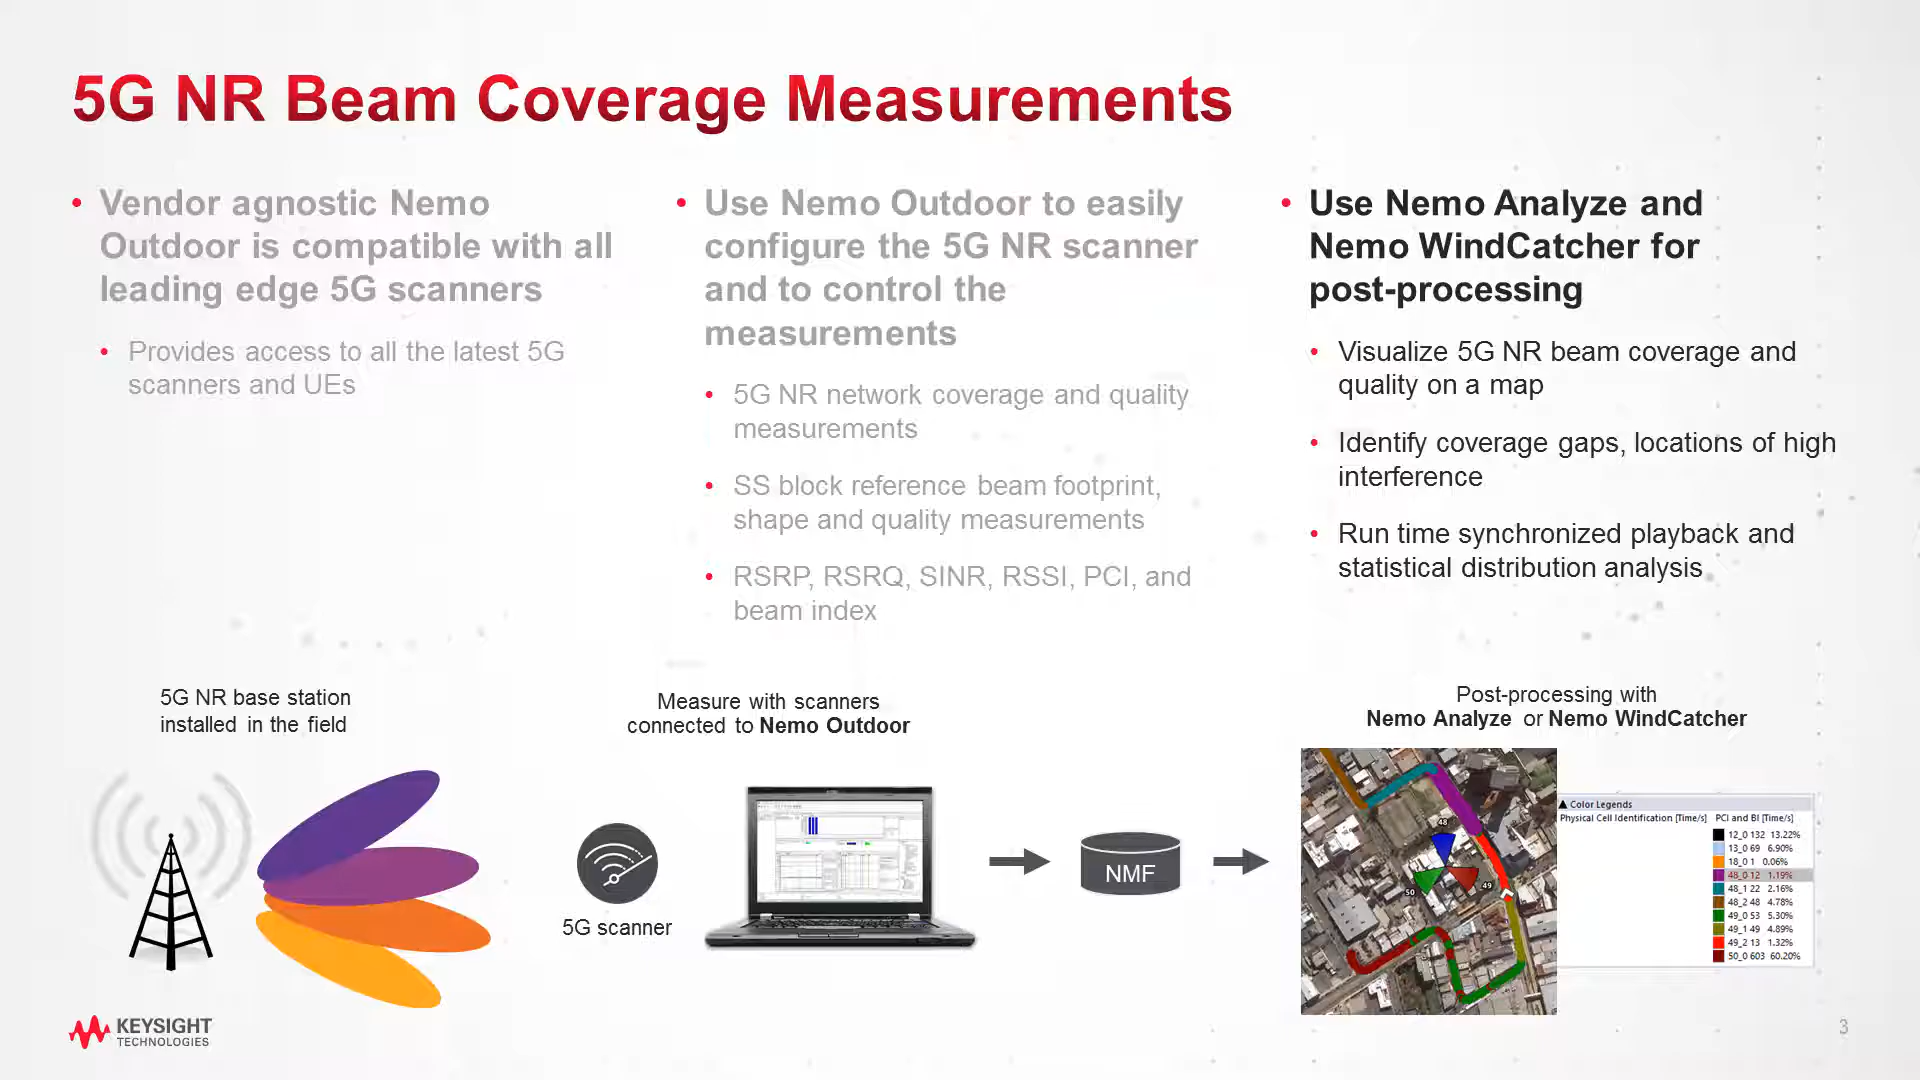 5G NR Beam Coverage Measurements
• Vendor agnostic Nemo
Outdoor is compatible with all
leading edge 5G scanners
• Provides access to all the latest 5G
scanners and UEs
• Use Nemo Outdoor to easily
configure the 5G NR scanner
and to control the
measurements
• 5G NR network coverage and quality
measurements
• SS block reference beam footprint,
shape and quality measurements
• RSRP, RSRQ, SINR, RSSI, PCI, and
beam index
• Use Nemo Analyze and
Nemo WindCatcher for
post-processing
• Visualize 5G NR beam coverage and
quality on a map
• Identify coverage gaps, locations of high
interference
• Run time synchronized playback and
statistical distribution analysis
5G NR base station
installed in the field
Measure with scanners
connected to Nemo Outdoor
5G scanner
NMF
Post-processing with
Nemo Analyze or Nemo WindCatcher
48
49
50
Color Legends
Physical Cell Identification [Time/s] PCI and BI [Time/s]
12_0 132 13.22%
13_0 69 6.90%
18_0 1 0.06%
48_0 12 1.19%
48_1 22 2.16%
48_2 48 4.78%
49_0 53 5.30%
49_1 49 4.89%
49_2 13 1.32%
50_0 603 60.20%
KEYSIGHT
TECHNOLOGIES
3